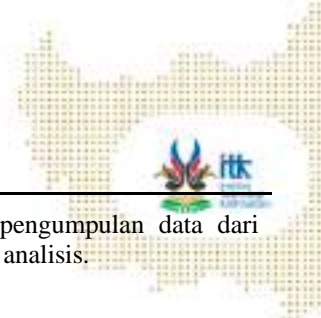 itk
pengumpulan data dari
analisis.